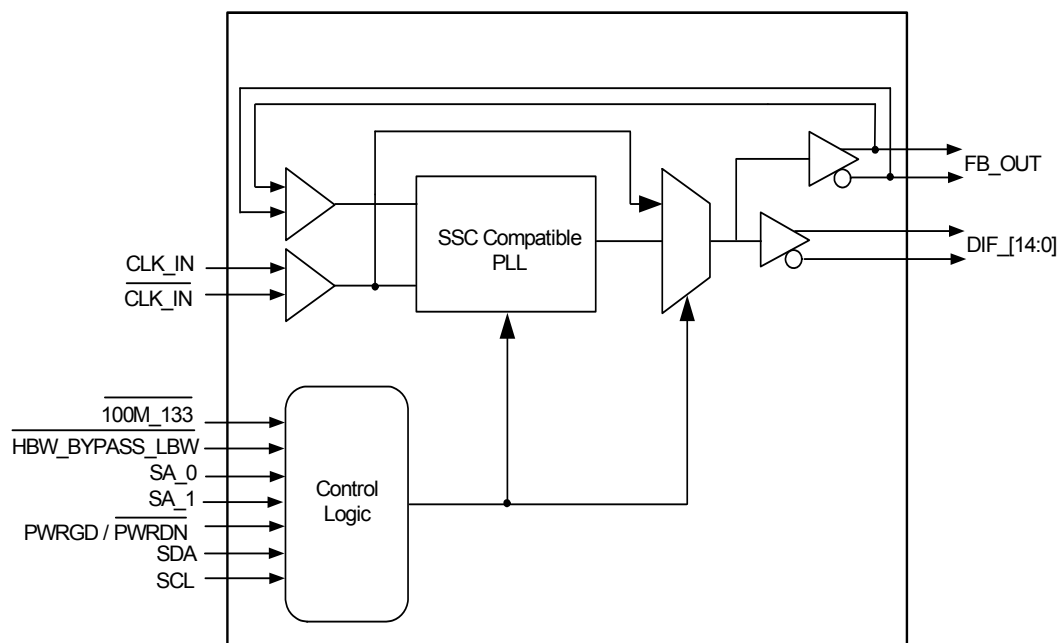 FB_OUT
SSC Compatible
PLL
DIF_[14:0]
CLK_IN
CLK_IN
100M_133
HBW_BYPASS_LBW
SA_0
SA_1
PWRGD / PWRDN
SDA
SCL
Control
Logic